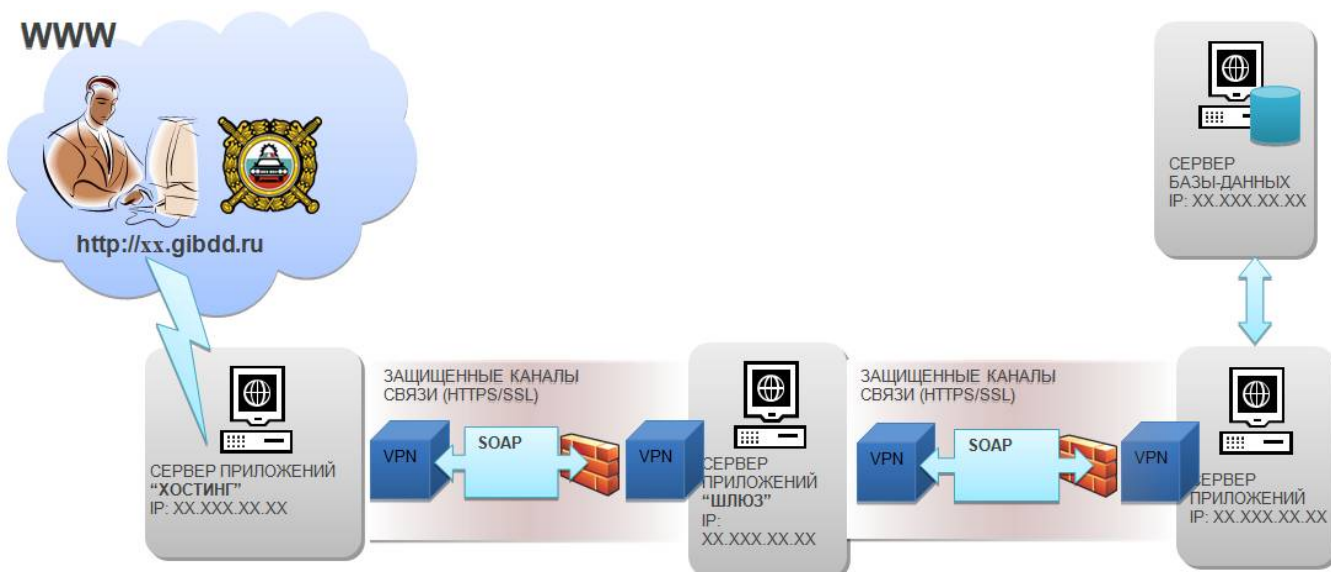 WWW
http://xx.gibdd.ru
СЕРВЕР
БАЗЫ-ДАННЫХ
IP: XX.XXX.XX.XX
СЕРВЕР ПРИЛОЖЕНИЙ
“ХОСТИНГ”
IP: XX.XXX.XX.XX
ЗАЩИЩЕННЫЕ КАНАЛЫ
СВЯЗИ (HTTPS/SSL)
VPN
SOAP
VPN
СЕРВЕР
ПРИЛОЖЕНИЙ
“ШЛЮЗ”
IP:
XX.XXX.XX.XX
ЗАЩИЩЕННЫЕ КАНАЛЫ
СВЯЗИ (HTTPS/SSL)
VPN
SOAP
VPN
СЕРВЕР
ПРИЛОЖЕНИЙ
IP: XX.XXX.XX.XX